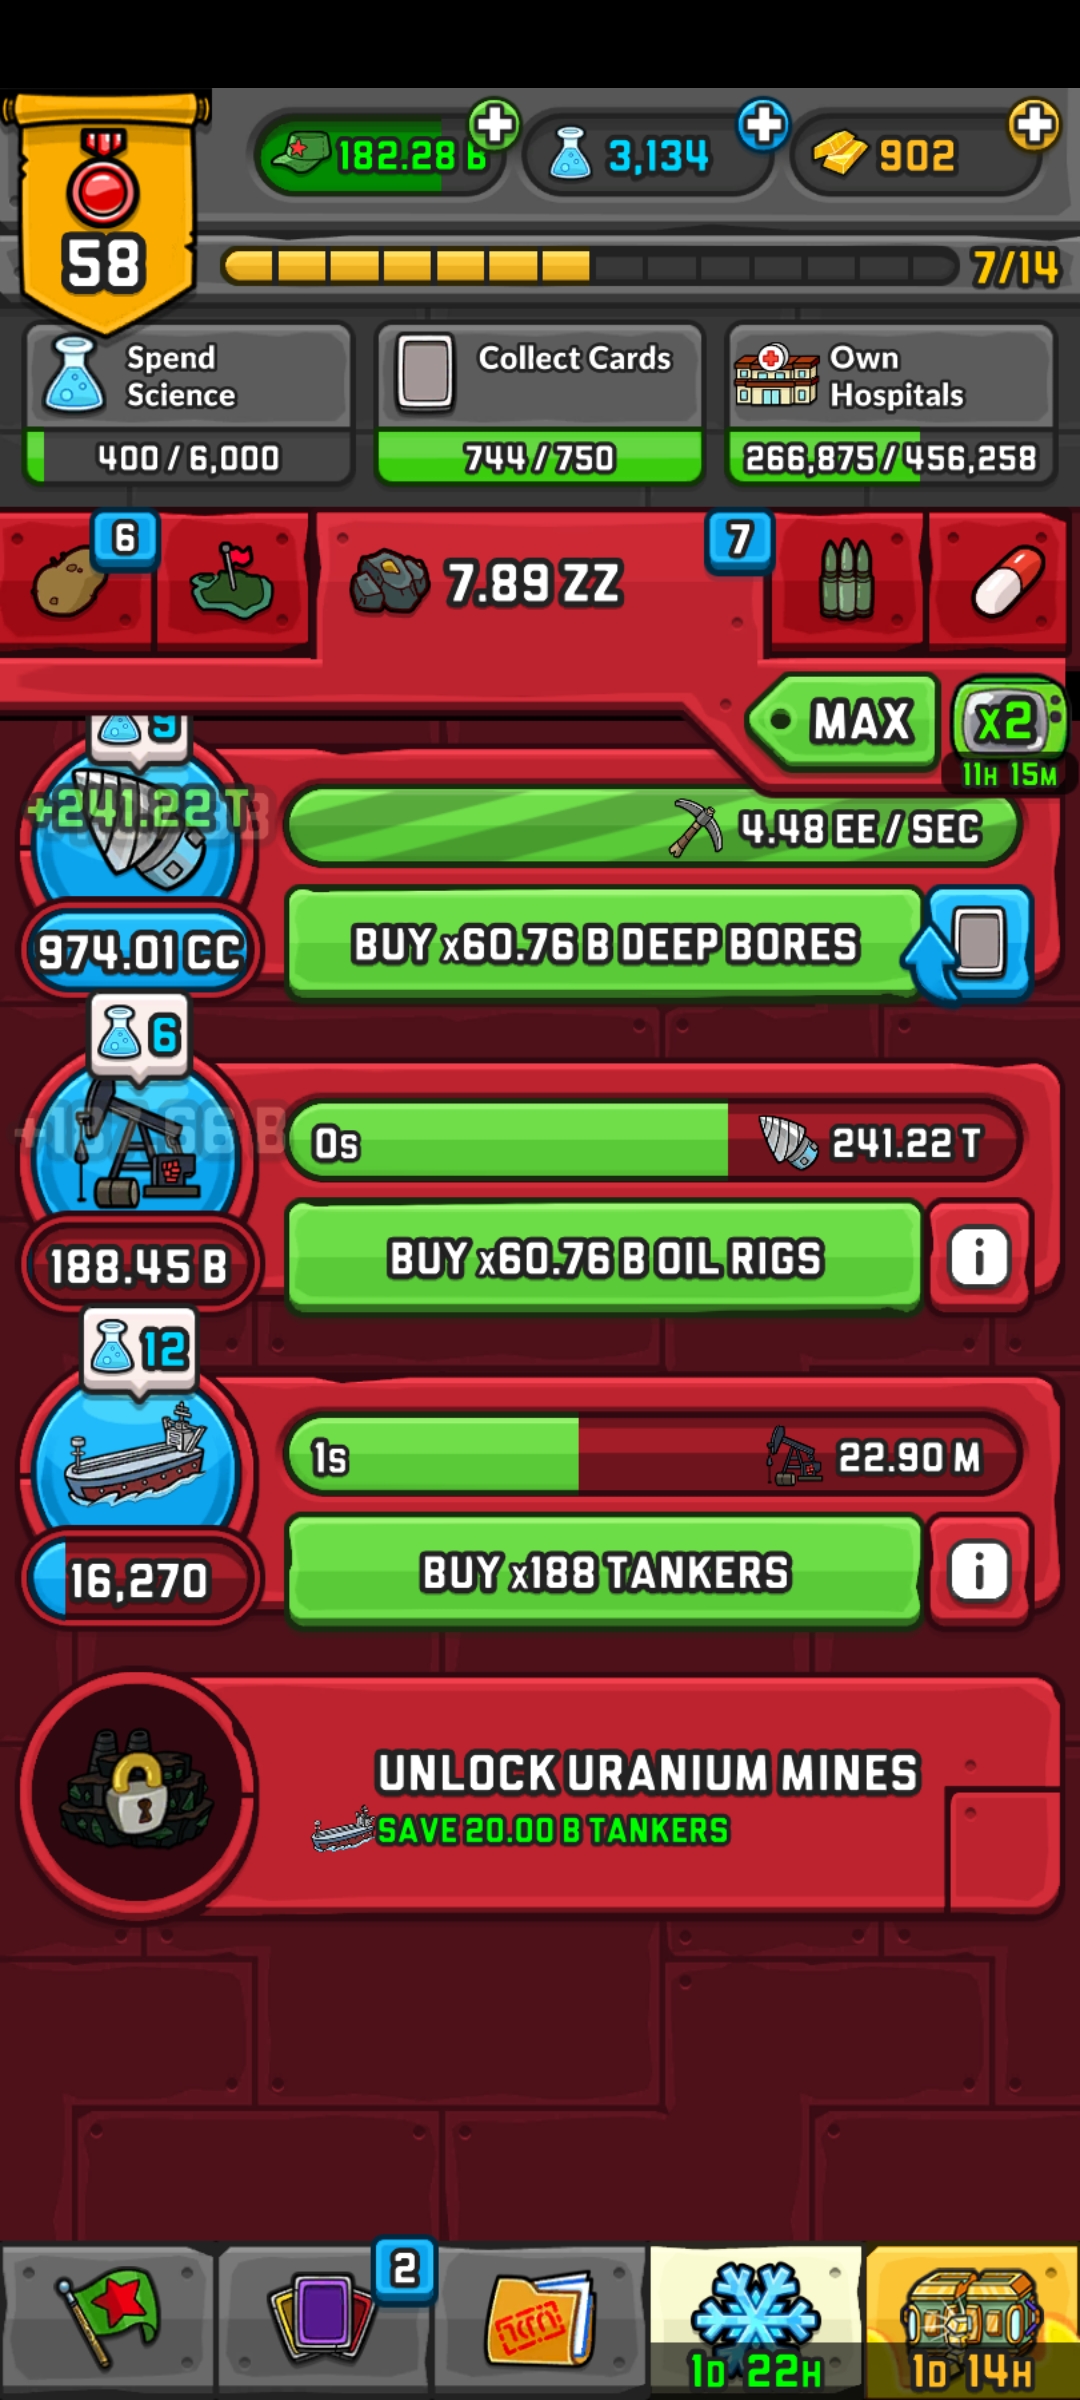 182.28 B
3,134
902
58
7/14
Spend
Science
400 / 6,000
Collect Cards
744 / 750
Own
Hospitals
266,875 / 456,258
6
7.89 ZZ
7
MAX
x2
11H 15M
9
+241.22 T
4.48 EE / SEC
974.01 CC
BUY x60.76 B DEEP BORES
6
0s
241.22 T
188.45 B
BUY x60.76 B OIL RIGS
i
12
1s
22.90 M
16,270
BUY x188 TANKERS
i
UNLOCK URANIUM MINES
SAVE 20.00 B TANKERS
2
1D 22H
1D 14H